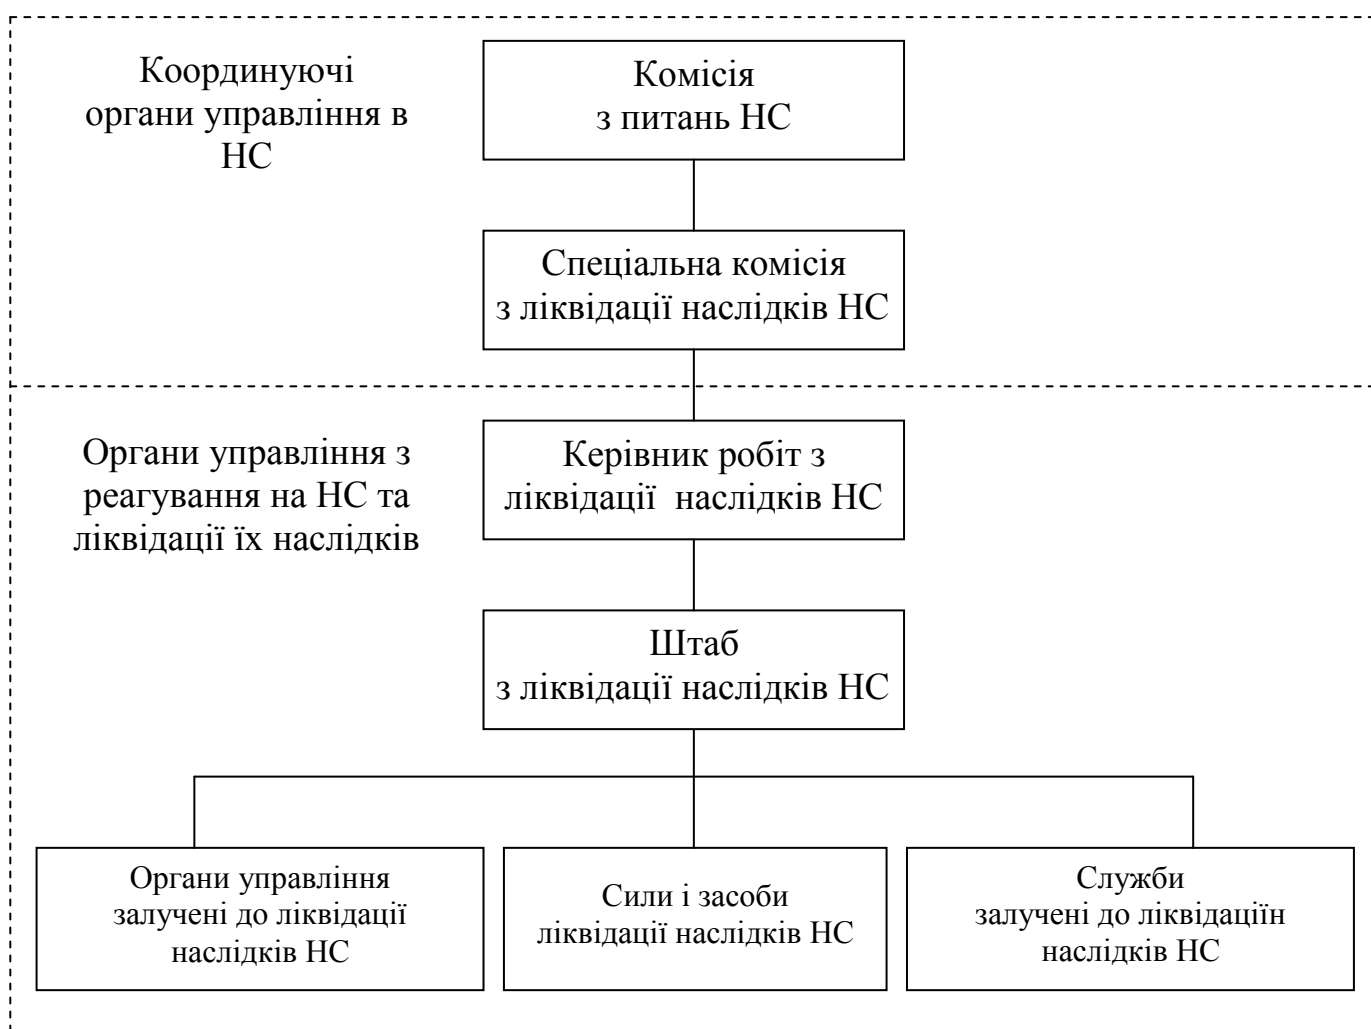 Координуючі
органи управління в
НС
Комісія
з питань НС
Спеціальна комісія
з ліквідації наслідків НС
Органи управління з
реагування на НС та
ліквідації їх наслідків
Керівник робіт з
ліквідації наслідків НС
Штаб
з ліквідації наслідків НС
Органи управління
залучені до ліквідації
наслідків НС
Сили і засоби
ліквідації наслідків НС
Служби
залучені до ліквідаціїн
наслідків НС